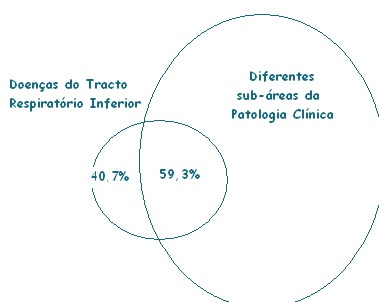 Doenças do Tracto
Respiratório Inferior
Diferentes
sub-áreas da
Patologia Clínica
40,7%
59,3%